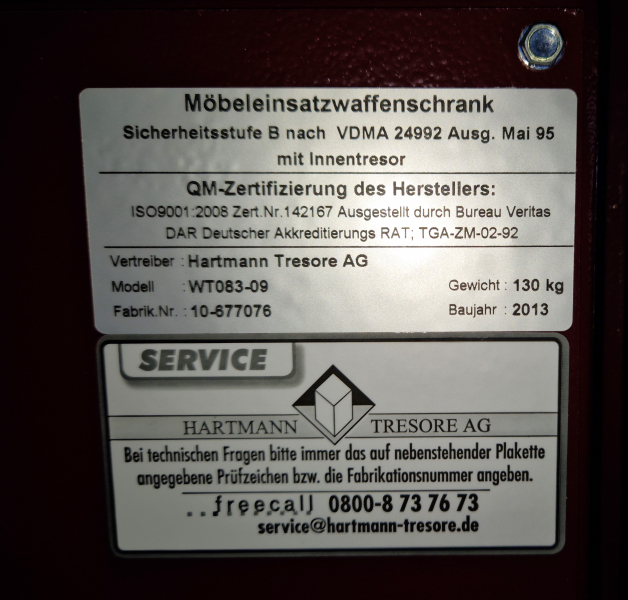 Möbeleinsatzwaffenschrank
Sicherheitsstufe B nach VDMA 24992 Ausg. Mai 95
mit Innentresor
QM-Zertifizierung des Herstellers:
ISO9001:2008 Zert.Nr.142167 Ausgestellt durch Bureau Veritas
DAR Deutscher Akkreditierungs RAT; TGA-ZM-02-92
Vertreiber : Hartmann Tresore AG
Modell : WT083-09 Gewicht : 130 kg
Fabrik.Nr. : 10-677076 Baujahr : 2013
SERVICE
HARTMANN TRESORE AG
Bei technischen Fragen bitte immer das auf nebenstehender Plakette
angegebene Prüfzeichen bzw. die Fabrikationsnummer angeben.
..freecall 0800-8 73 76 73
service@hartmann-tresore.de